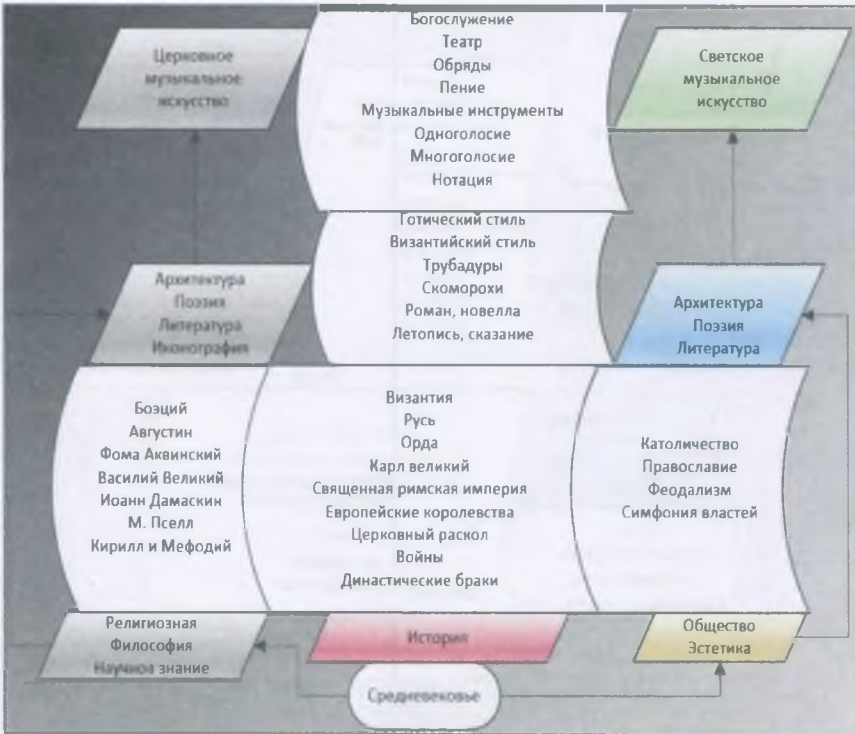 Церковное
музыкальное
искусство
Богослужение
Театр
Обряды
Пение
Музыкальные инструменты
Одноголосие
Многоголосие
Нотация
Светское
музыкальное
искусство
Архитектура
Поэзия
Литература
Иконография
Готический стиль
Византийский стиль
Трубадуры
Скоморохи
Роман, новелла
Летопись, сказание
Архитектура
Поэзия
Литература
Боэций
Августин
Фома Аквинский
Василий Великий
Иоанн Дамаскин
М. Пселл
Кирилл и Мефодий
Византия
Русь
Орда
Карл великий
Священная римская империя
Европейские королевства
Церковный раскол
Войны
Династические браки
Католичество
Православие
Феодализм
Симфония властей
Религиозная
Философия
Научное знание
История
Общество
Эстетика
Средневековье